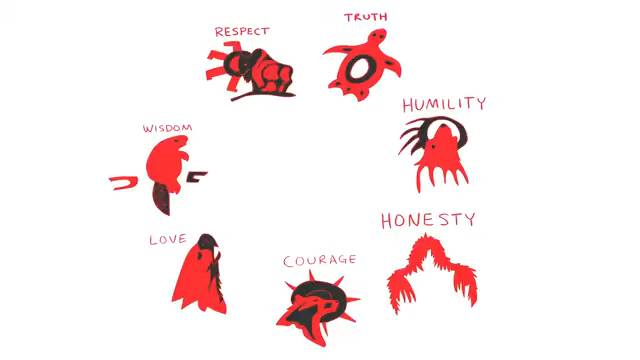 TRUTH
RESPECT
HUMILITY
WISDOM
HONESTY
LOVE
COURAGE